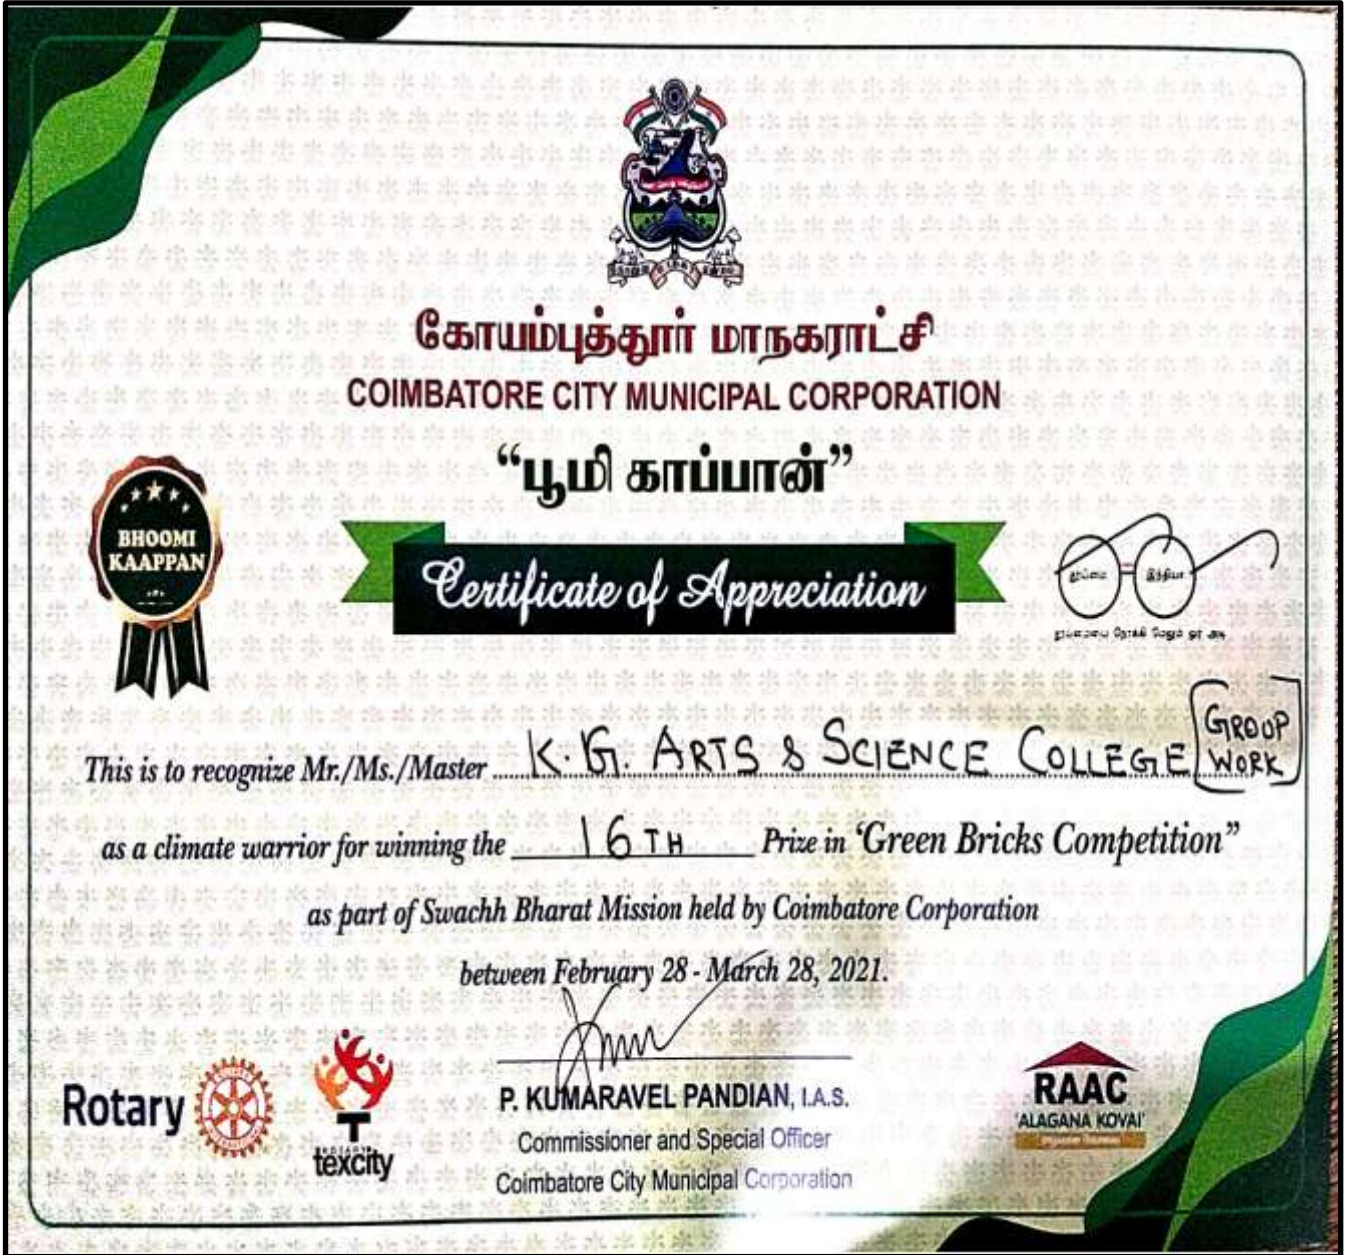 கோயம்புத்தூர் மாநகராட்சி
COIMBATORE CITY MUNICIPAL CORPORATION
“பூமி காப்பான்”
BHOOMI
KAAPPAN
Certificate of Appreciation
தூய்மை இந்தியா
தூய்மையை நோக்கி மேலும் ஓர் அடி
This is to recognize Mr./Ms./Master K.G. ARTS & SCIENCE COLLEGE [GROUP
WORK]
as a climate warrior for winning the 16TH Prize in ‘Green Bricks Competition”
as part of Swachh Bharat Mission held by Coimbatore Corporation
between February 28 - March 28, 2021.
Rotary
texcity
P. KUMARAVEL PANDIAN, I.A.S.
Commissioner and Special Officer
Coimbatore City Municipal Corporation
RAAC
'ALAGANA KOVAI'